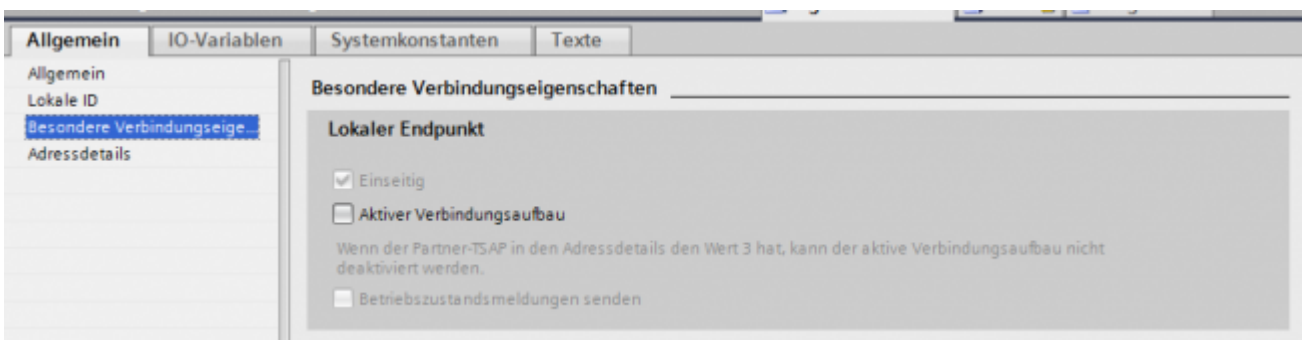 Allgemein IO-Variablen Systemkonstanten Texte
Allgemein
Lokale ID
Besondere Verbindungseige...
Adressdetails
Besondere Verbindungseigenschaften
Lokaler Endpunkt
Einseitig
Aktiver Verbindungsaufbau
Wenn der Partner-TSAP in den Adressdetails den Wert 3 hat, kann der aktive Verbindungsaufbau nicht
deaktiviert werden.
Betriebszustandsmeldungen senden